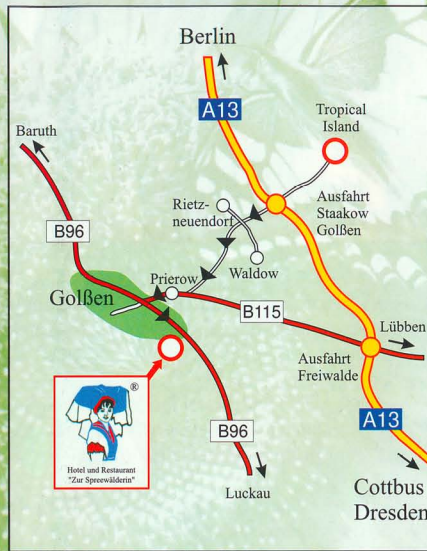 Berlin
A13
Tropical
Island
Baruth
Rietz-
neuendorf
Ausfahrt
Staakow
Golßen
B96
Waldow
Prierow
Golßen
B115
Lübben
Ausfahrt
Freiwalde
®
Hotel und Restaurant
"Zur Spreewälderin"
B96
A13
Luckau
Cottbus
Dresden